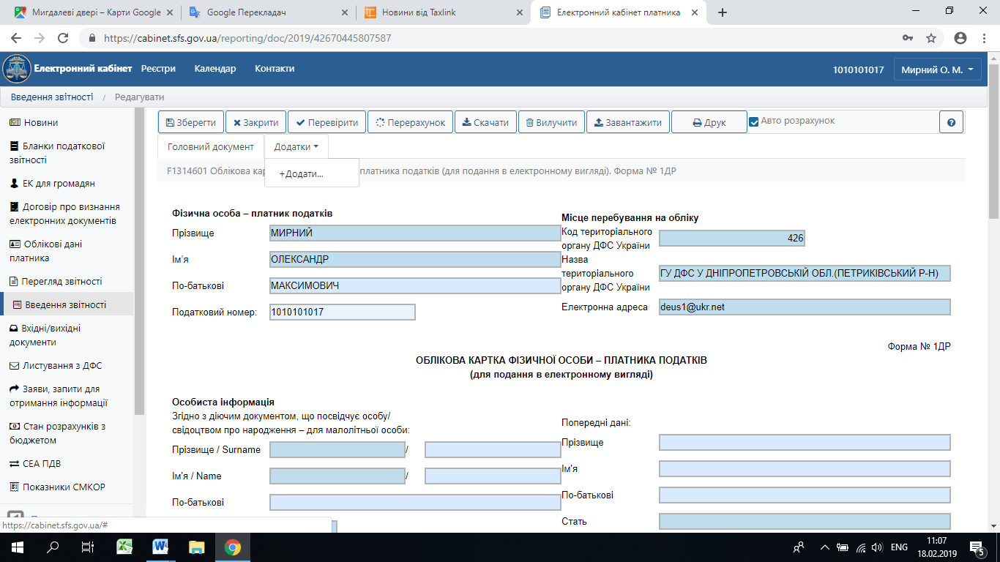 Мигдалеві двері – Карти Google
Google Перекладач
Новини від Taxlink
Електронний кабінет платника
https://cabinet.sfs.gov.ua/reporting/doc/2019/42670445807587
Електронний кабінет Реєстри Календар Контакти
1010101017 Мирний О. М.
Введення звітності / Редагувати
Новини
Бланки податкової
звітності
ЕК для громадян
Договір про визнання
електронних документів
Облікові дані
платника
Перегляд звітності
Введення звітності
Вхідні/вихідні
документи
Листування з ДФС
Заяви, запити для
отримання інформації
Стан розрахунків з
бюджетом
СЕА ПДВ
Показники СМКОР
https://cabinet.sfs.gov.ua/#
Зберегти Закрити Перевірити Перерахунок Скачати Вилучити Завантажити Друк Авто розрахунок ?
Головний документ Додатки
+Додати...
F1314601 Облікова кар платника податків (для подання в електронному вигляді). Форма № 1ДР
Фізична особа – платник податків
Прізвище МИРНИЙ
Ім’я ОЛЕКСАНДР
По-батькові МАКСИМОВИЧ
Податковий номер: 1010101017
Місце перебування на обліку
Код територіального
органу ДФС України 426
Назва
територіального
органу ДФС України ГУ ДФС У ДНІПРОПЕТРОВСЬКІЙ ОБЛ.(ПЕТРИКІВСЬКИЙ Р-Н)
Електронна адреса deus1@ukr.net
Форма № 1ДР
ОБЛІКОВА КАРТКА ФІЗИЧНОЇ ОСОБИ – ПЛАТНИКА ПОДАТКІВ
(для подання в електронному вигляді)
Особиста інформація
Згідно з діючим документом, що посвідчує особу/
свідоцтвом про народження – для малолітньої особи:
Прізвище / Surname /
Ім’я / Name /
По-батькові
Попередні дані:
Прізвище
Ім’я
По-батькові
Стать
ENG
11:07
18.02.2019
5